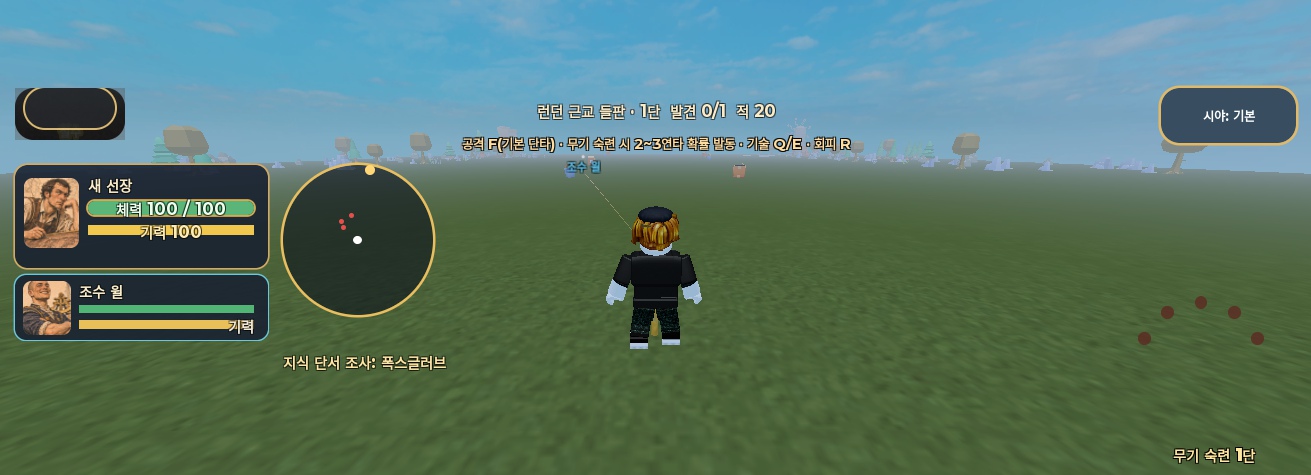 런던 근교 들판 · 1단 발견 0/1 적 20
시야: 기본
공격 F(기본 단타) · 무기 숙련 시 2~3연타 확률 발동 · 기술 Q/E · 회피 R
조수 월
새 선장
체력 100 / 100
기력 100
조수 월
기력
지식 단서 조사: 폭스글러브
무기 숙련 1단